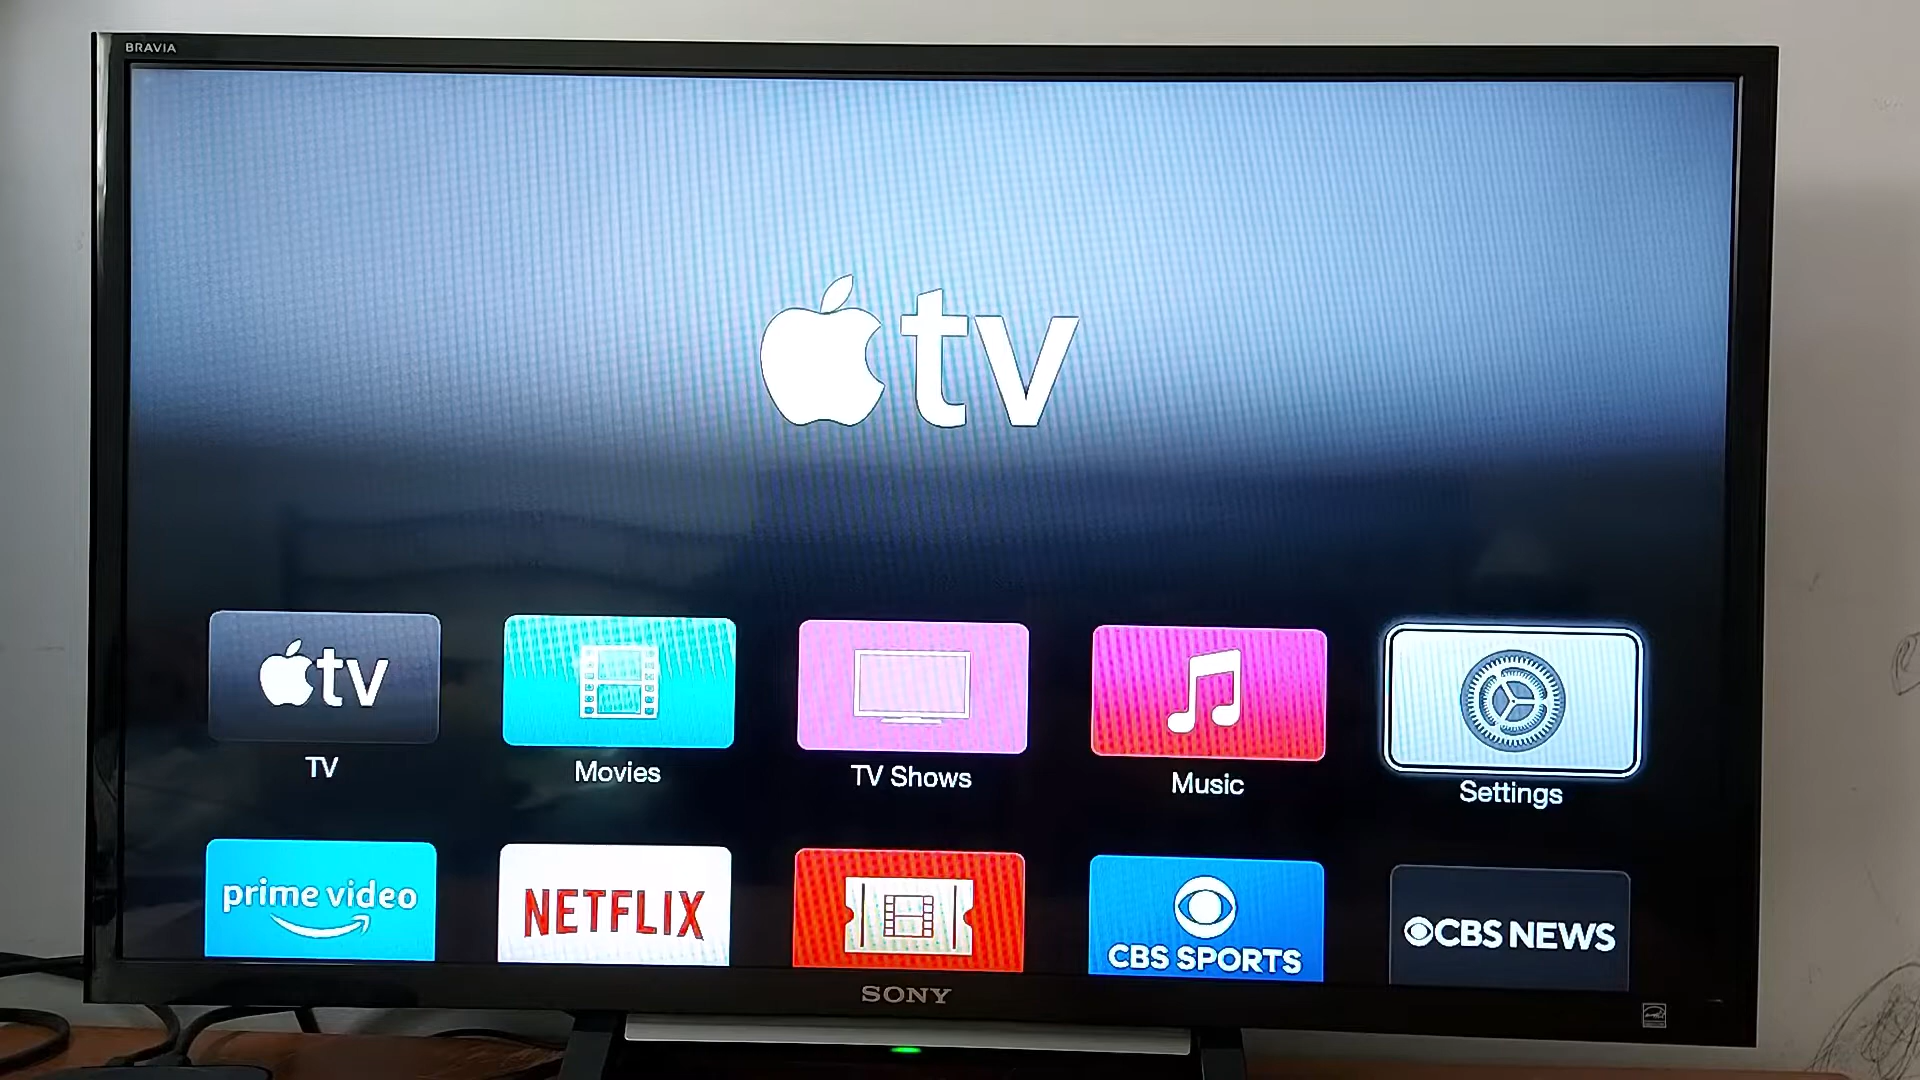 BRAVIA
tv
tv
TV
Movies
TV Shows
Music
Settings
prime video
NETFLIX
CBS SPORTS
CBS NEWS
SONY